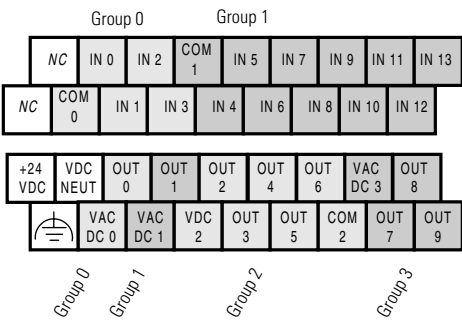 Group 0 Group 1
NC IN 0 IN 2 COM 1 IN 5 IN 7 IN 9 IN 11 IN 13
NC COM 0 IN 1 IN 3 IN 4 IN 6 IN 8 IN 10 IN 12
+24 VDC VDC NEUT OUT 0 OUT 1 OUT 2 OUT 4 OUT 6 VAC DC 3 OUT 8
VAC DC 0 VAC DC 1 VDC 2 OUT 3 OUT 5 COM 2 OUT 7 OUT 9
Group 0 Group 1 Group 2 Group 3